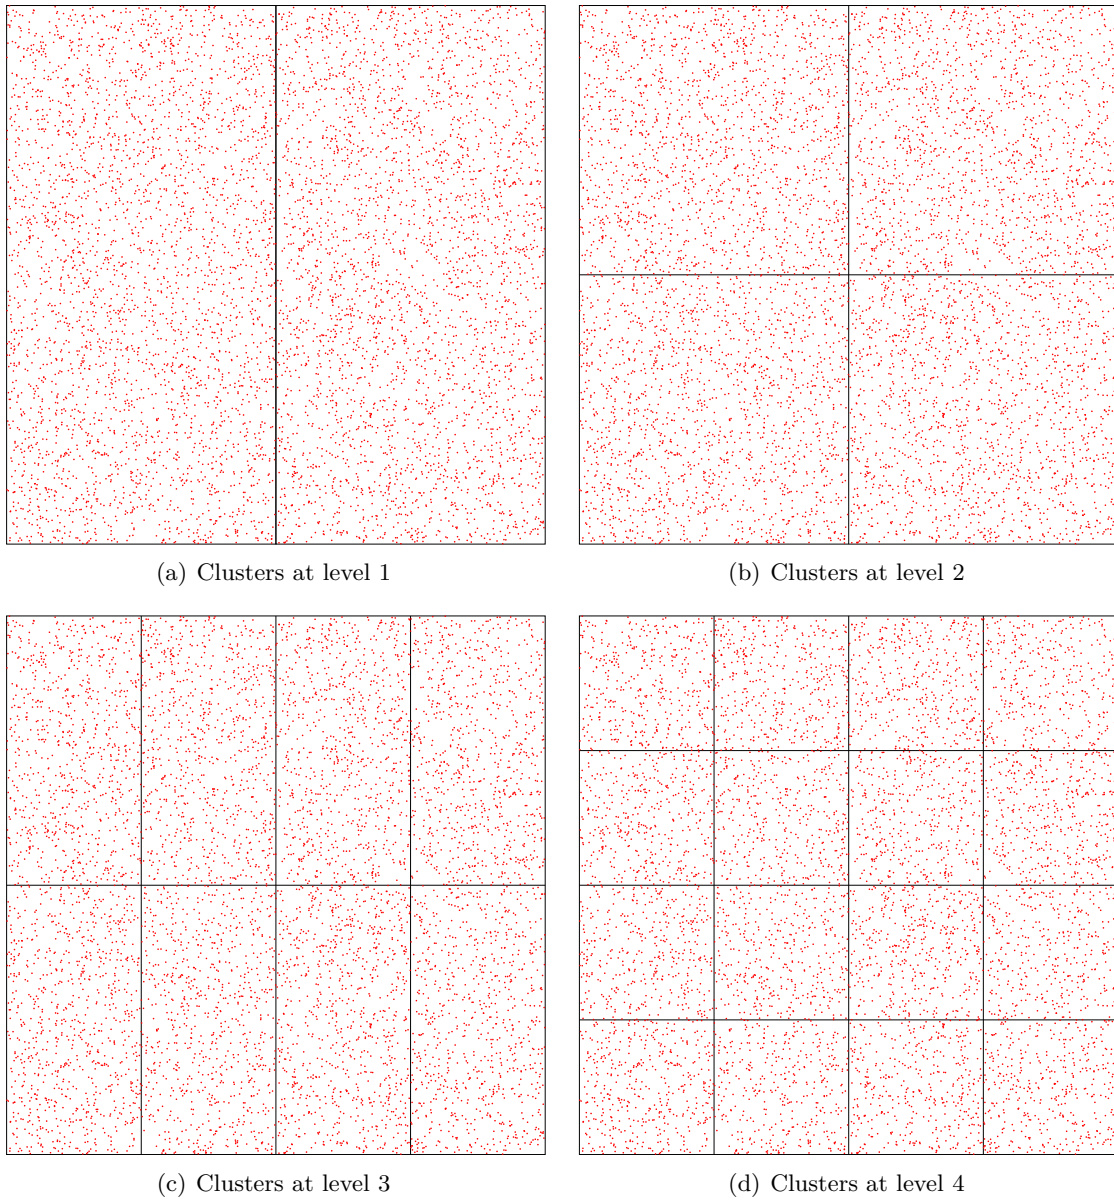 (a) Clusters at level 1
(b) Clusters at level 2
(c) Clusters at level 3
(d) Clusters at level 4